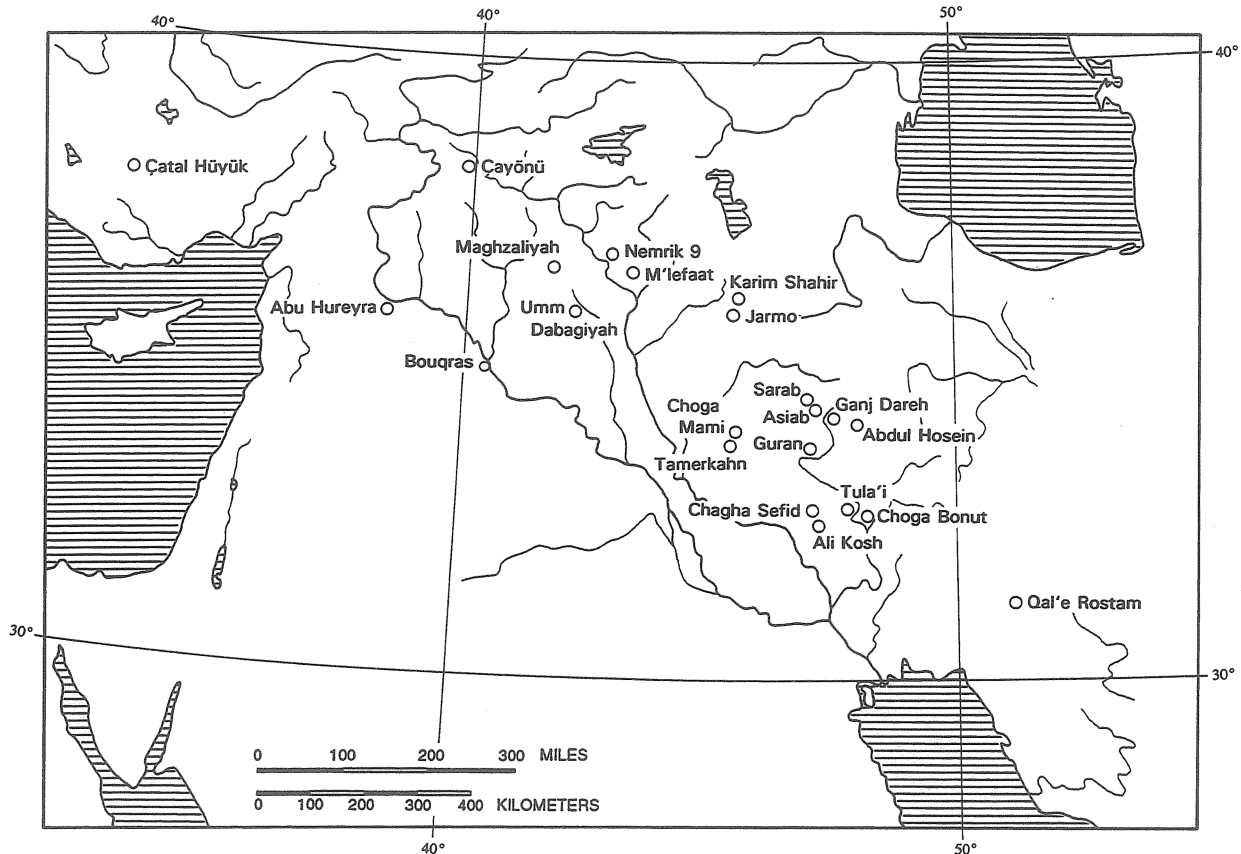 40°
40°
50°
40°
Çatal Hüyük
Çayönü
Maghzaliyah
Nemrik 9
M'lefaat
Karim Shahir
Abu Hureyra
Umm
Dabagiyah
Jarmo
Bouqras
Sarab
Choga
Mami
Asiab
Ganj Dareh
Abdul Hosein
Guran
Tamerkahn
Tula'i
Chagha Sefid
Choga Bonut
Ali Kosh
Qal'e Rostam
30°
30°
0 100 200 300 MILES
0 100 200 300 400 KILOMETERS
40°
50°